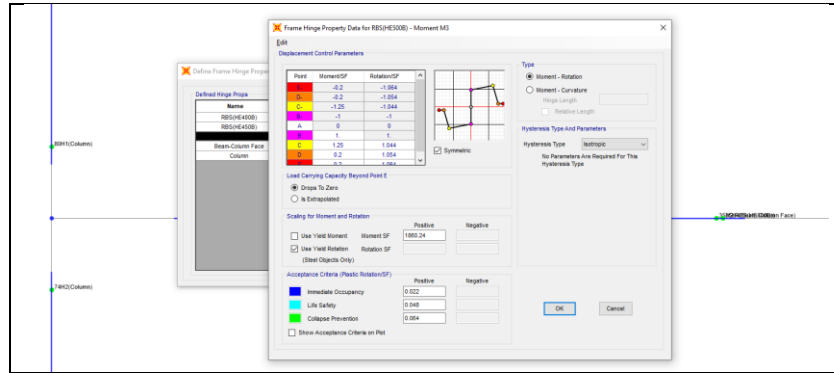 Frame Hinge Property Data for RBS(HE500B) - Moment M3
Edit
Displacement Control Parameters
Point Moment/SF Rotation/SF
E- -0.2 -1.064
D- -0.2 -1.054
C- -1.25 -1.044
B- -1 -1
A 0 0
B 1. 1.
C 1.25 1.044
D 0.2 1.054
E 0.2 1.064
Symmetric
Load Carrying Capacity Beyond Point E
Drops To Zero
Is Extrapolated
Scaling for Moment and Rotation
Positive Negative
Use Yield Moment Moment SF 1860.24
Use Yield Rotation Rotation SF
(Steel Objects Only)
Acceptance Criteria (Plastic Rotation/SF)
Positive Negative
Immediate Occupancy 0.022
Life Safety 0.048
Collapse Prevention 0.064
Show Acceptance Criteria on Plot
Type
Moment - Rotation
Moment - Curvature
Hinge Length
Relative Length
Hysteresis Type And Parameters
Hysteresis Type Isotropic
No Parameters Are Required For This
Hysteresis Type
OK Cancel
Define Frame Hinge Prope
Defined Hinge Props
Name
RBS(HE400B)
RBS(HE450B)
Beam-Column Face
Column
80H1(Column)
74H2(Column)